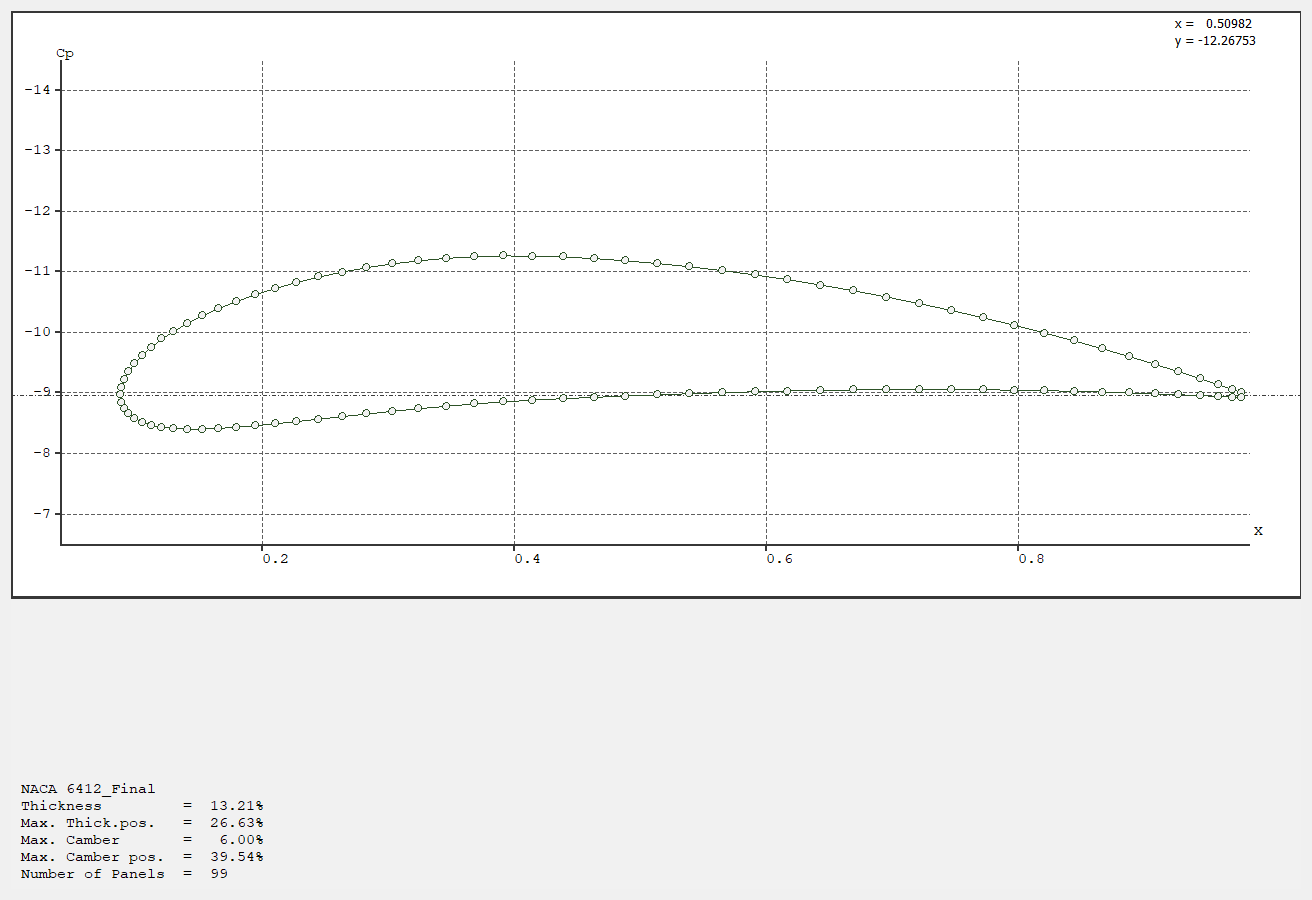 x = 0.50982
y = -12.26753
Cp
-14
-13
-12
-11
-10
-9
-8
-7
X
0.2 0.4 0.6 0.8
NACA 6412_Final
Thickness = 13.21%
Max. Thick.pos. = 26.63%
Max. Camber = 6.00%
Max. Camber pos. = 39.54%
Number of Panels = 99